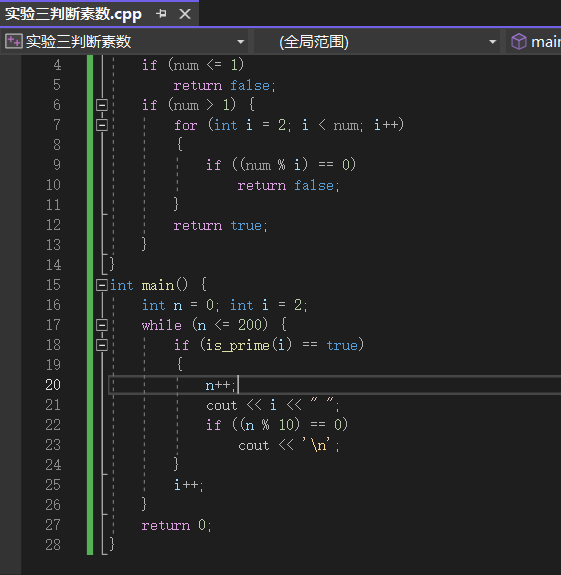 实验三判断素数.cpp
实验三判断素数 (全局范围) main
4 if (num <= 1)
5 return false;
6 if (num > 1) {
7 for (int i = 2; i < num; i++)
8 {
9 if ((num % i) == 0)
10 return false;
11 }
12 return true;
13 }
14 }
15 int main() {
16 int n = 0; int i = 2;
17 while (n <= 200) {
18 if (is_prime(i) == true)
19 {
20 n++;
21 cout << i << " ";
22 if ((n % 10) == 0)
23 cout << '\n';
24 }
25 i++;
26 }
27 return 0;
28 }